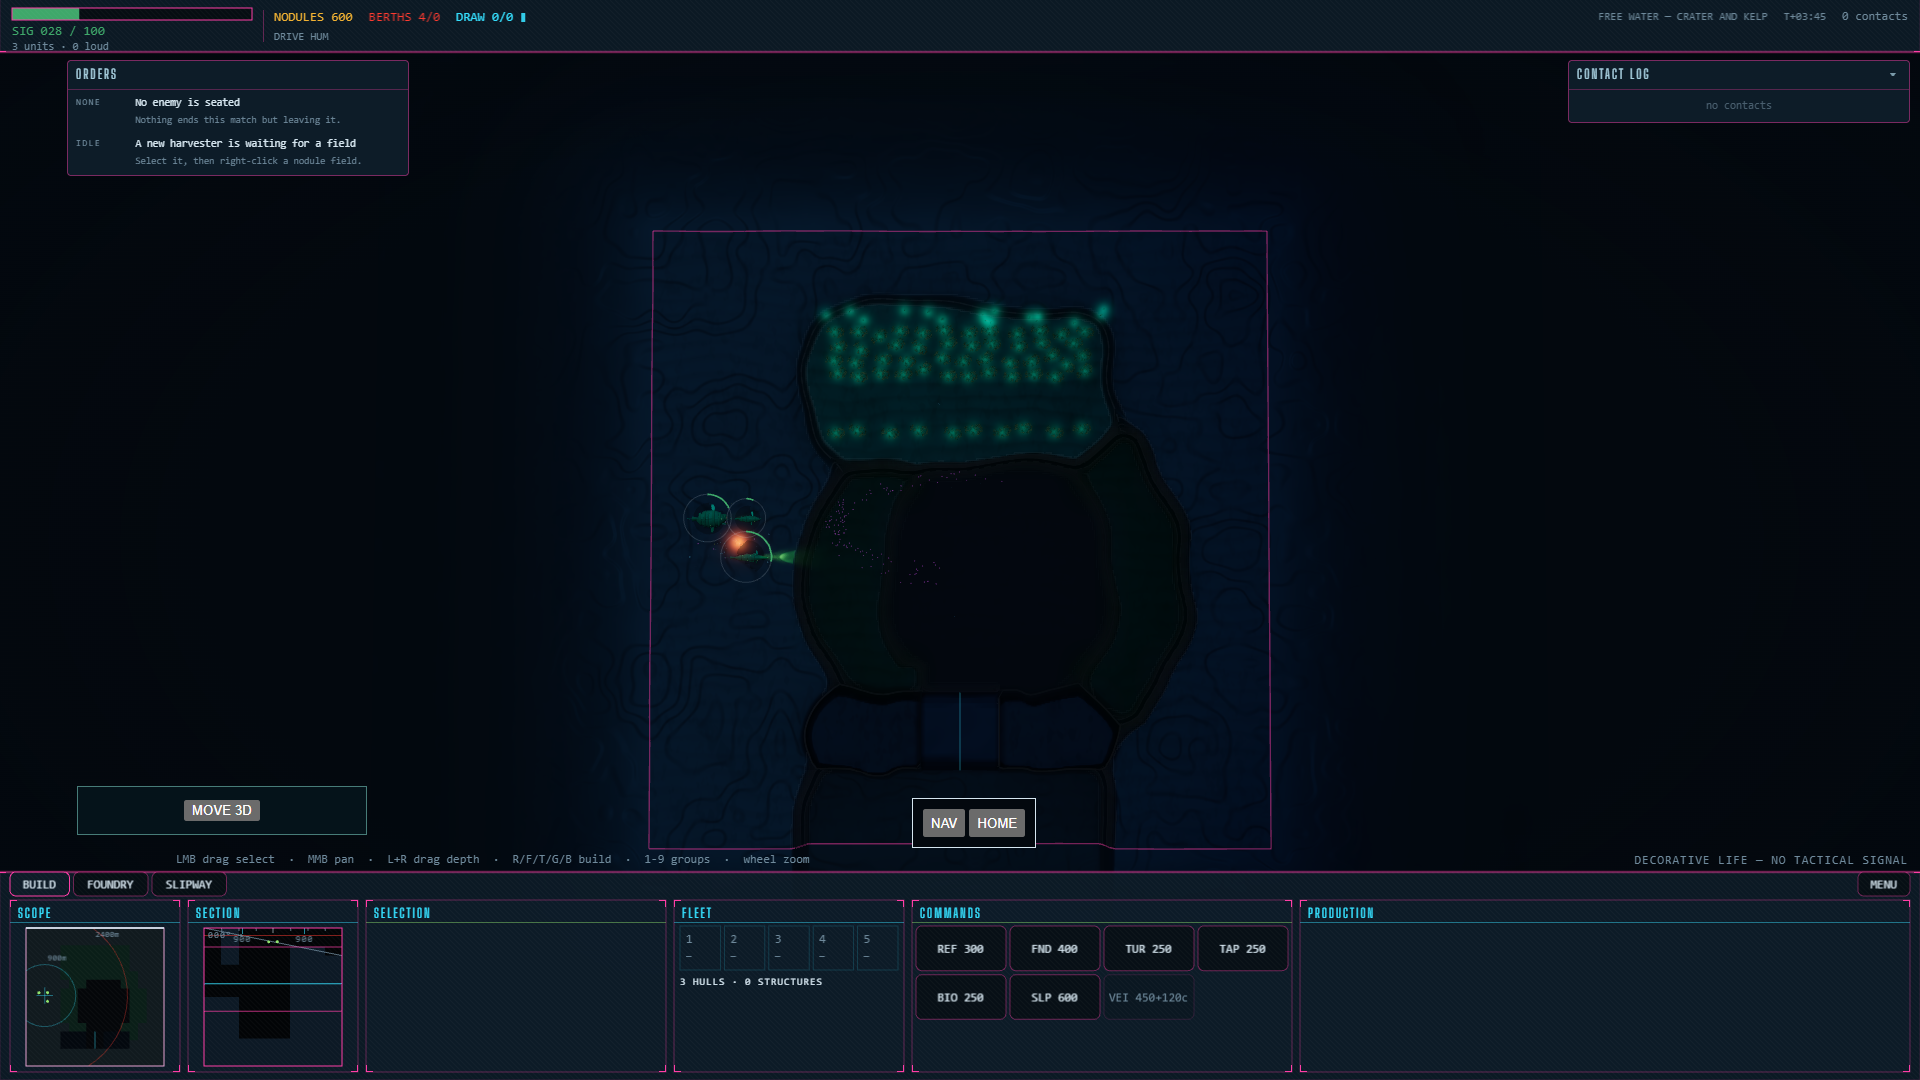 SIG 028 / 100
3 units · 0 loud
NODULES 600 BERTHS 4/0 DRAW 0/0
DRIVE HUM
FREE WATER — CRATER AND KELP T+03:45 0 contacts
ORDERS
NONE No enemy is seated
Nothing ends this match but leaving it.
IDLE A new harvester is waiting for a field
Select it, then right-click a nodule field.
CONTACT LOG
no contacts
MOVE 3D
NAV HOME
LMB drag select · MMB pan · L+R drag depth · R/F/T/G/B build · 1-9 groups · wheel zoom
DECORATIVE LIFE — NO TACTICAL SIGNAL
BUILD FOUNDRY SLIPWAY
MENU
SCOPE
2400m
900m
SECTION
000°
900 900
SELECTION
FLEET
1 2 3 4 5
– – – – –
3 HULLS · 0 STRUCTURES
COMMANDS
REF 300 FND 400 TUR 250 TAP 250
BIO 250 SLP 600 VEI 450+120c
PRODUCTION